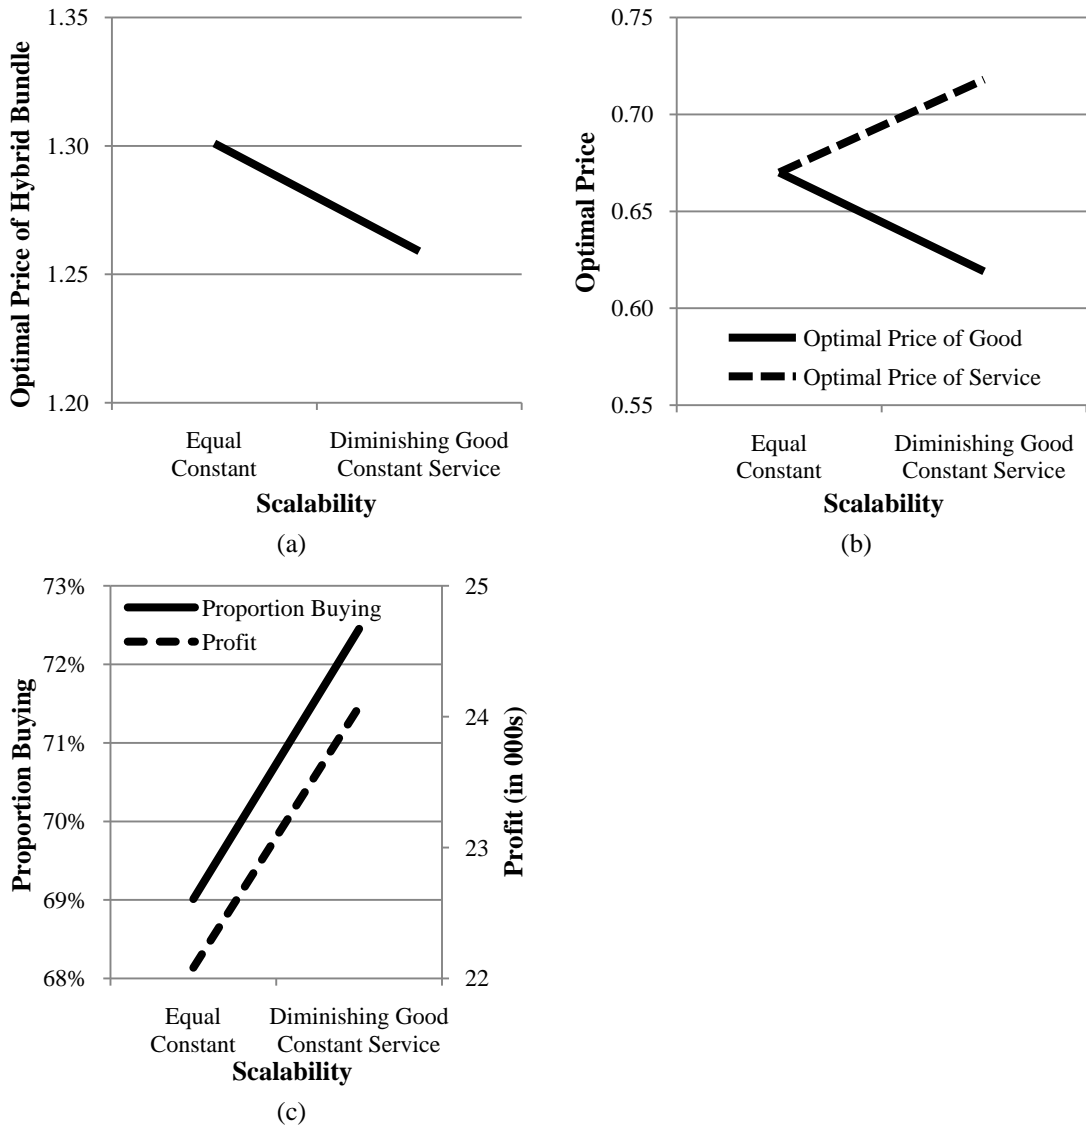 1.35
1.30
1.25
1.20
Optimal Price of Hybrid Bundle
Equal
Constant
Diminishing Good
Constant Service
Scalability
(a)
0.75
0.70
0.65
0.60
0.55
Optimal Price
Optimal Price of Good
Optimal Price of Service
Equal
Constant
Diminishing Good
Constant Service
Scalability
(b)
73%
72%
71%
70%
69%
68%
Proportion Buying
Proportion Buying
Profit
25
24
23
22
Profit (in 000s)
Equal
Constant
Diminishing Good
Constant Service
Scalability
(c)